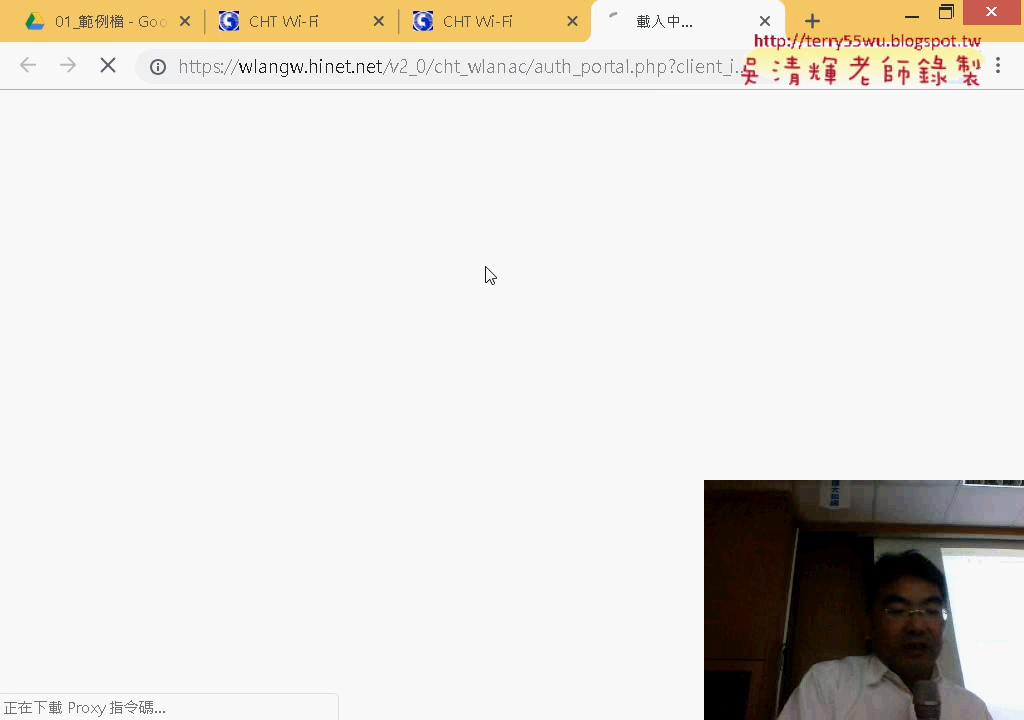 01_範例檔 - Goo
CHT Wi-Fi
CHT Wi-Fi
載入中...
http://terry55wu.blogspot.tw
https://wlangw.hinet.net/v2_0/cht_wlanac/auth_portal.php?client_i...
吳清輝老師錄製
正在下載 Proxy 指令碼...